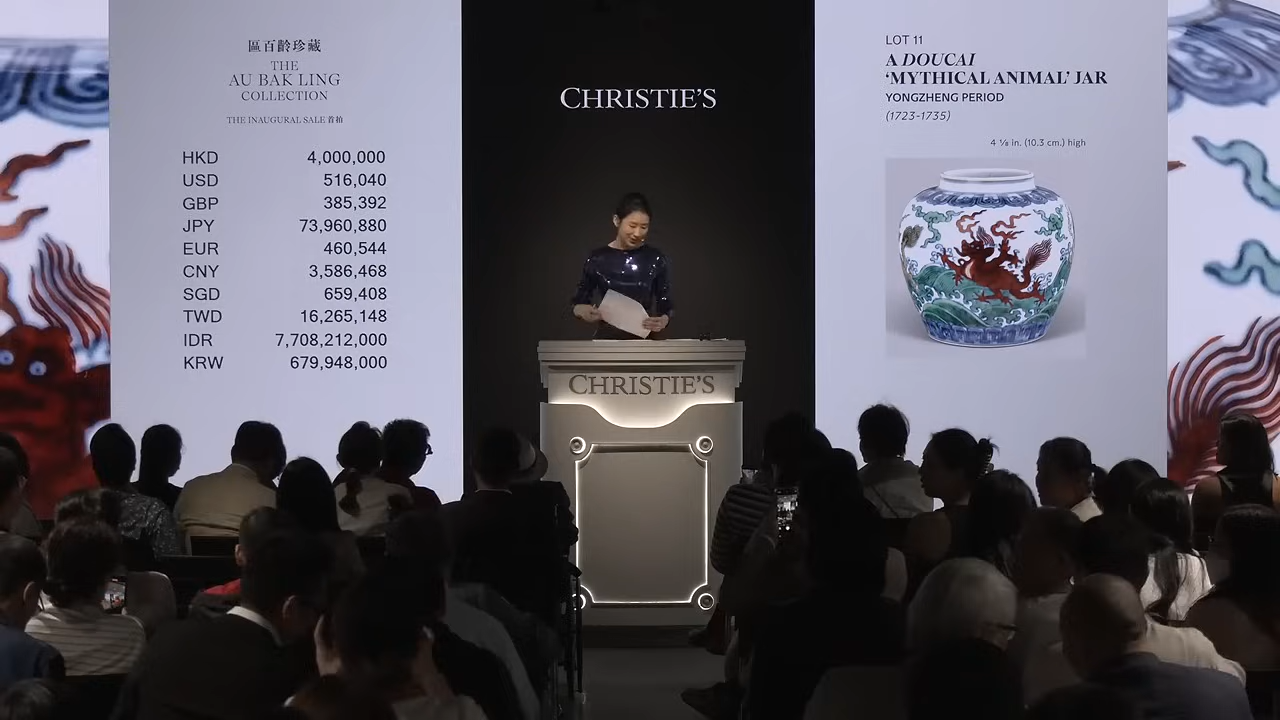 區百齡珍藏
THE
AU BAK LING
COLLECTION
THE INAUGURAL SALE 首拍
HKD 4,000,000
USD 516,040
GBP 385,392
JPY 73,960,880
EUR 460,544
CNY 3,586,468
SGD 659,408
TWD 16,265,148
IDR 7,708,212,000
KRW 679,948,000
CHRISTIE'S
CHRISTIE'S
LOT 11
A DOUCAI
‘MYTHICAL ANIMAL’ JAR
YONGZHENG PERIOD
(1723-1735)
4 ⅛ in. (10.3 cm.) high